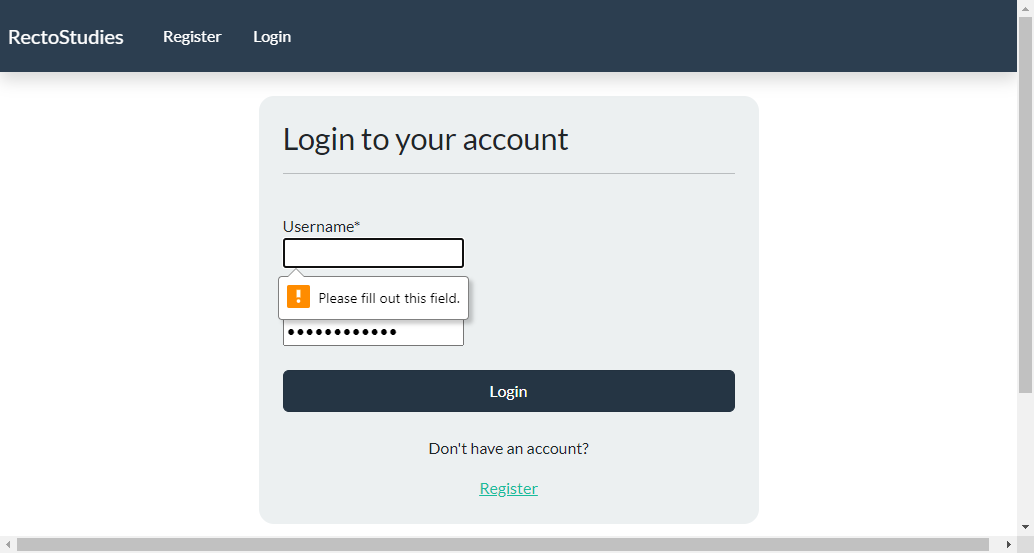 RectoStudies Register Login
Login to your account
Username*
Please fill out this field.
Login
Don't have an account?
Register